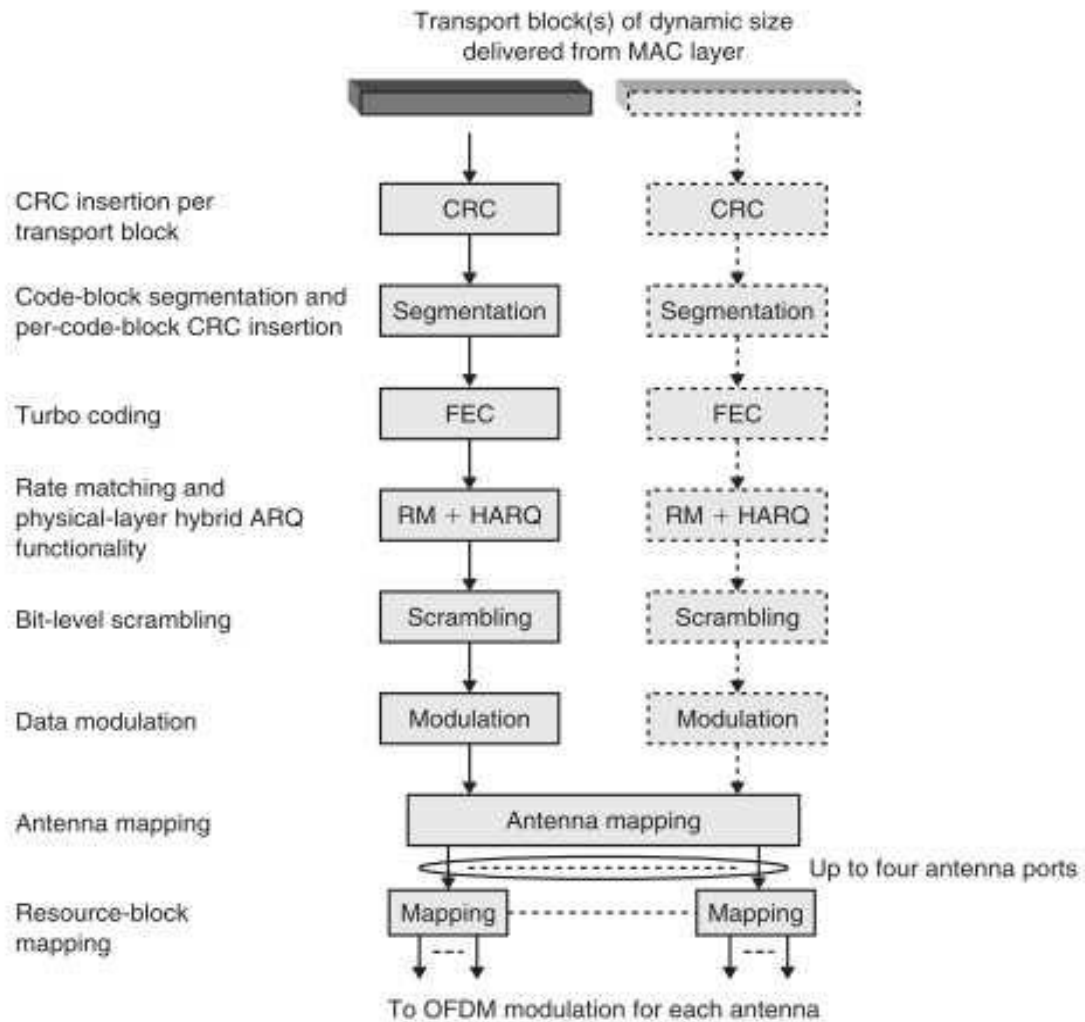 Transport block(s) of dynamic size
delivered from MAC layer
CRC insertion per
transport block
CRC
CRC
Code-block segmentation and
per-code-block CRC insertion
Segmentation
Segmentation
Turbo coding
FEC
FEC
Rate matching and
physical-layer hybrid ARQ
functionality
RM + HARQ
RM + HARQ
Bit-level scrambling
Scrambling
Scrambling
Data modulation
Modulation
Modulation
Antenna mapping
Antenna mapping
Up to four antenna ports
Resource-block
mapping
Mapping
Mapping
To OFDM modulation for each antenna